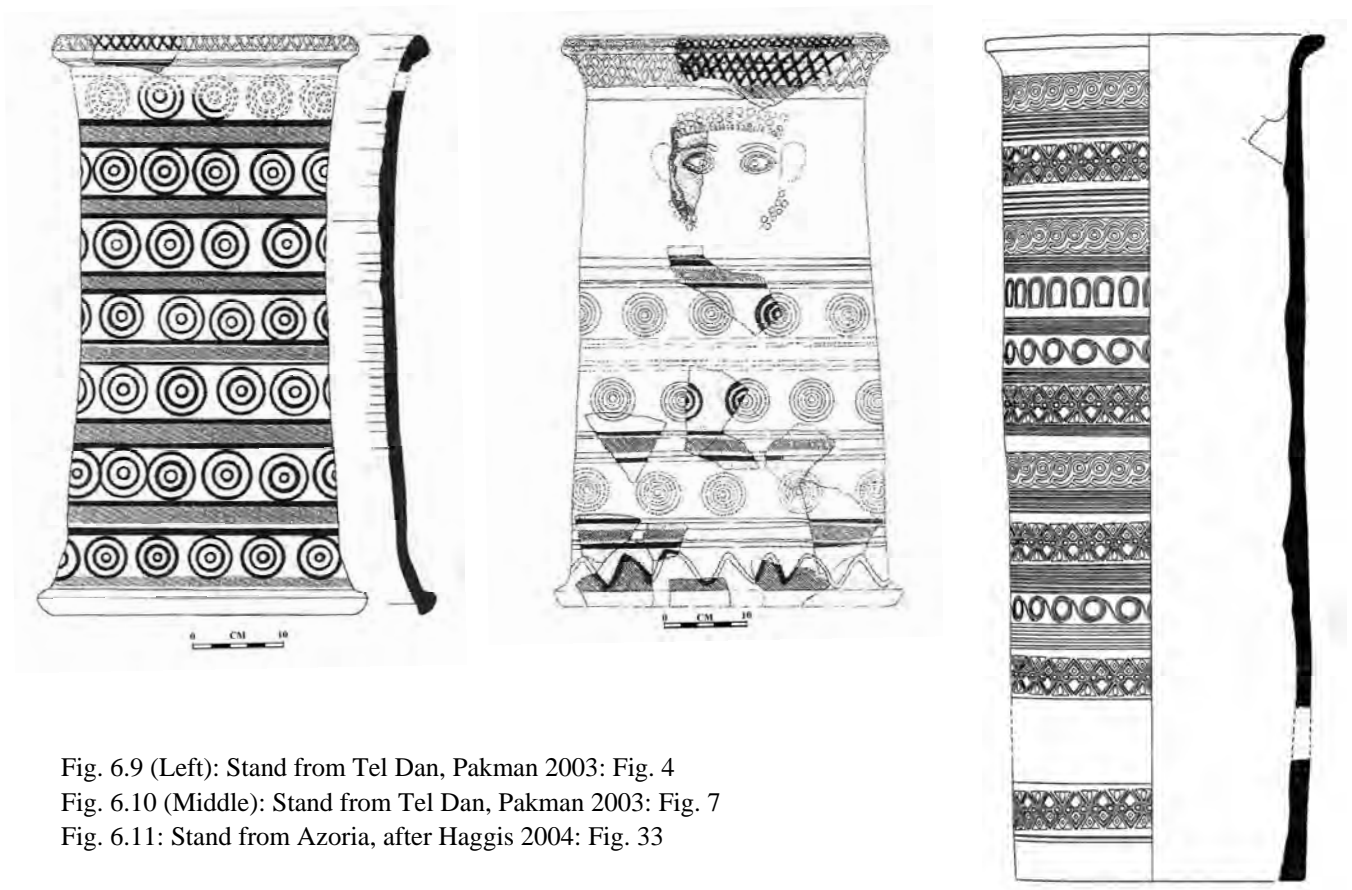 0 CM 10
0 CM 10
Fig. 6.9 (Left): Stand from Tel Dan, Pakman 2003: Fig. 4
Fig. 6.10 (Middle): Stand from Tel Dan, Pakman 2003: Fig. 7
Fig. 6.11: Stand from Azoria, after Haggis 2004: Fig. 33